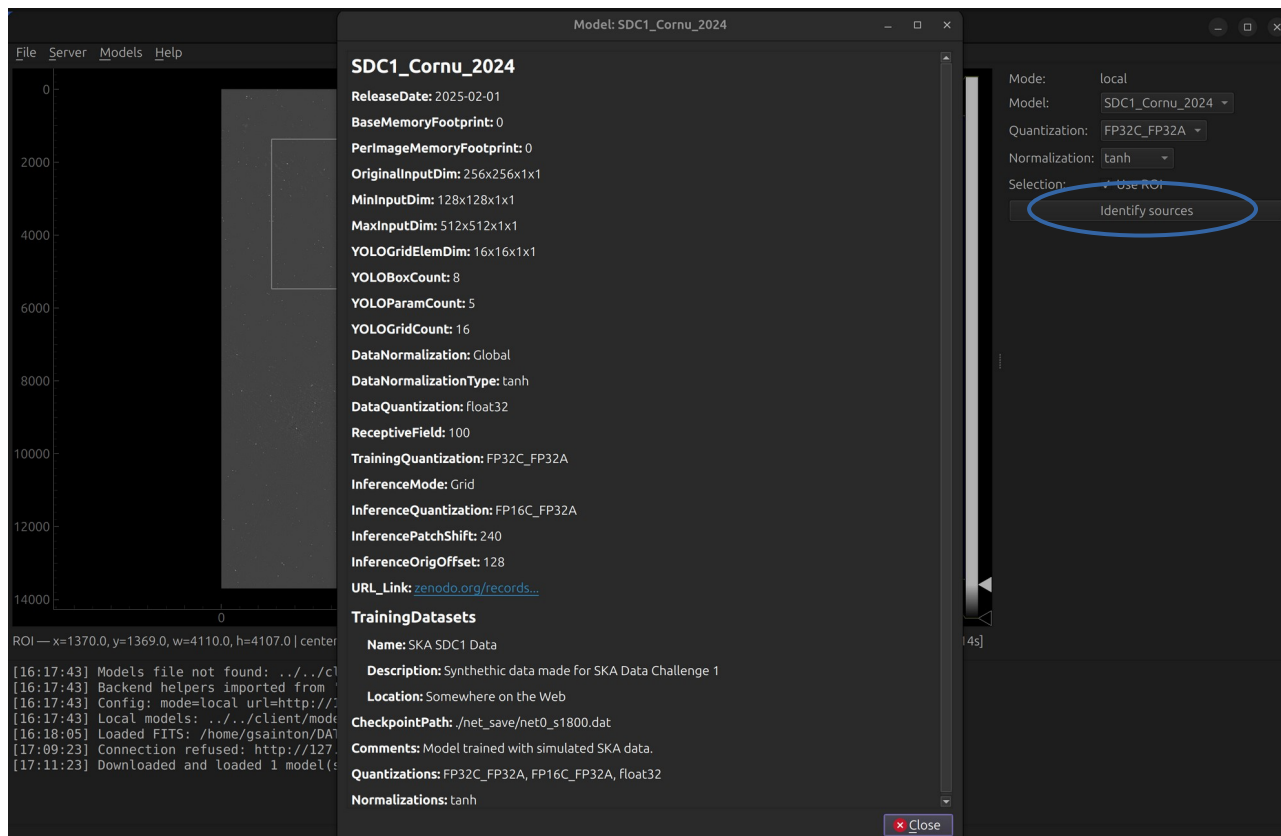 Model: SDC1_Cornu_2024
File Server Models Help
0
2000
4000
6000
8000
10000
12000
14000
0
SDC1_Cornu_2024
ReleaseDate: 2025-02-01
BaseMemoryFootprint: 0
PerImageMemoryFootprint: 0
OriginalInputDim: 256x256x1x1
MinInputDim: 128x128x1x1
MaxInputDim: 512x512x1x1
YOLOGridElemDim: 16x16x1x1
YOLOBoxCount: 8
YOLOParamCount: 5
YOLOGridCount: 16
DataNormalization: Global
DataNormalizationType: tanh
DataQuantization: float32
ReceptiveField: 100
TrainingQuantization: FP32C_FP32A
InferenceMode: Grid
InferenceQuantization: FP16C_FP32A
InferencePatchShift: 240
InferenceOrigOffset: 128
URL_Link: zenodo.org/records...
TrainingDatasets
Name: SKA SDC1 Data
Description: Synthethic data made for SKA Data Challenge 1
Location: Somewhere on the Web
CheckpointPath: ./net_save/net0_s1800.dat
Comments: Model trained with simulated SKA data.
Quantizations: FP32C_FP32A, FP16C_FP32A, float32
Normalizations: tanh
Close
Mode: local
Model: SDC1_Cornu_2024
Quantization: FP32C_FP32A
Normalization: tanh
Selection: ✓ Use ROI
Identify sources
ROI — x=1370.0, y=1369.0, w=4110.0, h=4107.0 | center
4s]
[16:17:43] Models file not found: ../../cl
[16:17:43] Backend helpers imported from '
[16:17:43] Config: mode=local url=http://1
[16:17:43] Local models: ../../client/mode
[16:18:05] Loaded FITS: /home/gsainton/DAT
[17:09:23] Connection refused: http://127.
[17:11:23] Downloaded and loaded 1 model(s